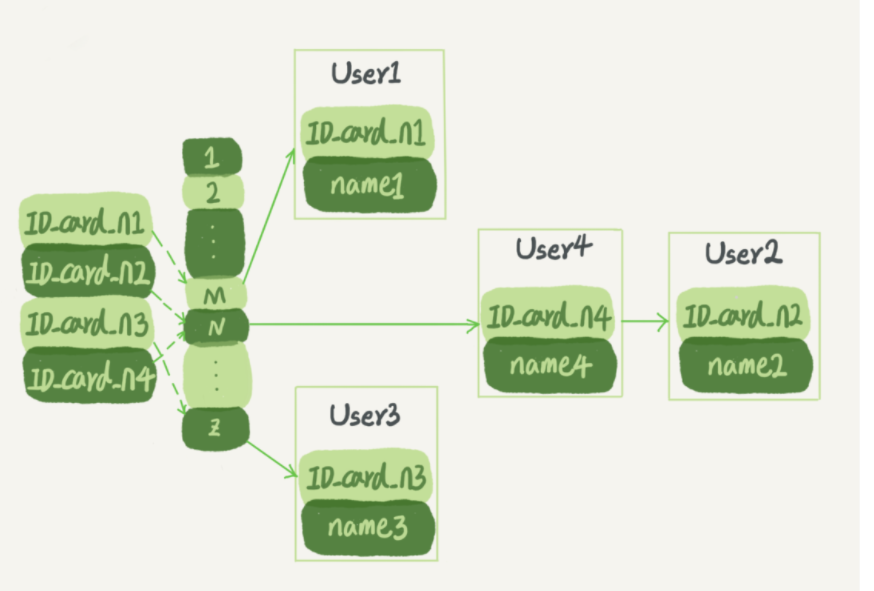 ID_card_n1
ID_card_n2
ID_card_n3
ID_card_n4
1
2
M
N
Z
User1
ID_card_n1
name1
User4
ID_card_n4
name4
User2
ID_card_n2
name2
User3
ID_card_n3
name3